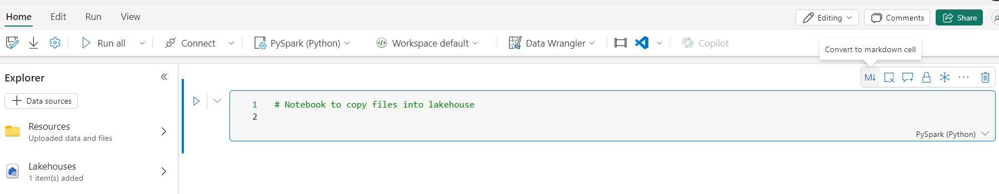 Home Edit Run View Editing Comments Share
Run all Connect PySpark (Python) Workspace default Data Wrangler Copilot
Convert to markdown cell
Explorer
M↓
Data sources
1 # Notebook to copy files into lakehouse
2
Resources
Uploaded data and files
PySpark (Python)
Lakehouses
1 item(s) added